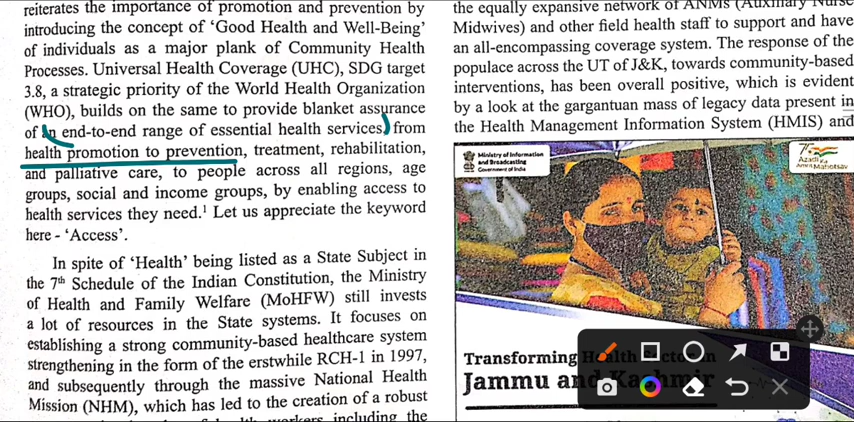 reiterates the importance of promotion and prevention by
introducing the concept of ‘Good Health and Well-Being’
of individuals as a major plank of Community Health
Processes. Universal Health Coverage (UHC), SDG target
3.8, a strategic priority of the World Health Organization
(WHO), builds on the same to provide blanket assurance
of an end-to-end range of essential health services, from
health promotion to prevention, treatment, rehabilitation,
and palliative care, to people across all regions, age
groups, social and income groups, by enabling access to
health services they need.¹ Let us appreciate the keyword
here - ‘Access’.
In spite of ‘Health’ being listed as a State Subject in
the 7th Schedule of the Indian Constitution, the Ministry
of Health and Family Welfare (MoHFW) still invests
a lot of resources in the State systems. It focuses on
establishing a strong community-based healthcare system
strengthening in the form of the erstwhile RCH-1 in 1997,
and subsequently through the massive National Health
Mission (NHM), which has led to the creation of a robust
workers including the
the equally expansive network of ANMs (Auxiliary Nurse
Midwives) and other field health staff to support and have
an all-encompassing coverage system. The response of the
populace across the UT of J&K, towards community-based
interventions, has been overall positive, which is evident
by a look at the gargantuan mass of legacy data present in
the Health Management Information System (HMIS) and
Ministry of Information
and Broadcasting
Government of India
Azadi Ka
Amrit Mahotsav
Transforming Health Sector in
Jammu and Kashmir